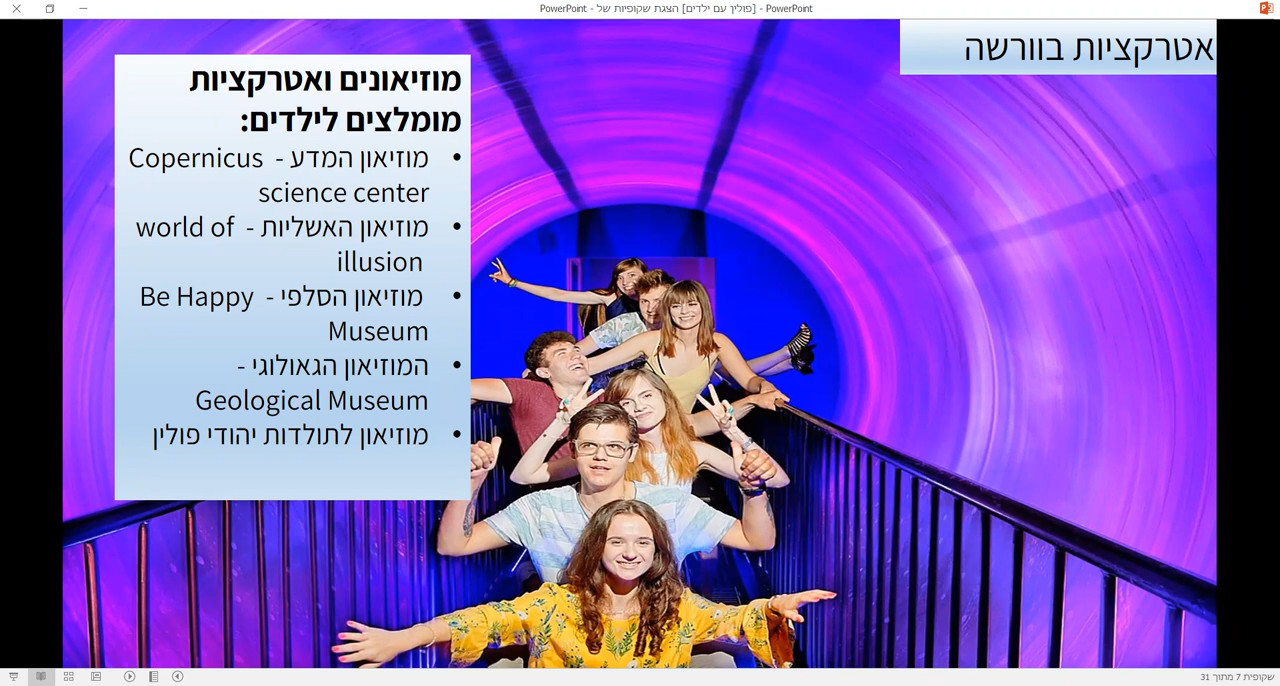 PowerPoint - [פוליך עם ילדים] הצגת שקופיות של - PowerPoint
אטרקציות בוורשה
מוזיאונים ואטרקציות
מומלצים לילדים:
• מוזיאון המדע - Copernicus
science center
• מוזיאון האשליות - world of
illusion
• מוזיאון הסלפי - Be Happy
Museum
• המוזיאון הגאולוגי -
Geological Museum
• מוזיאון לתולדות יהודי פולין
שקופית 7 מתוך 31